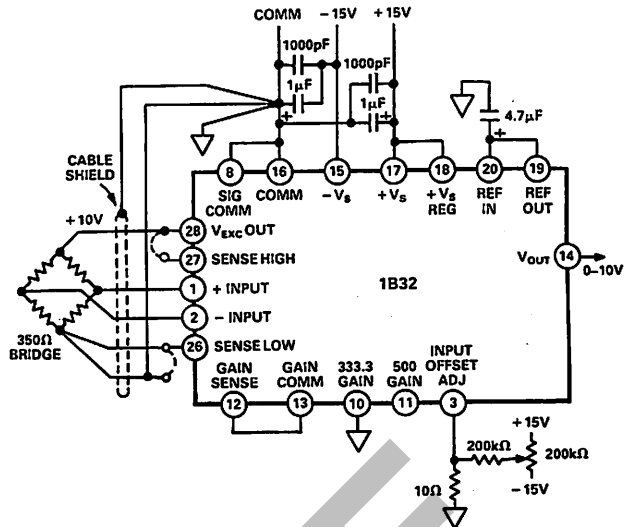 COMM
–15V
+15V
1000pF
1000pF
1µF
+
1µF
+
4.7µF
+
CABLE
SHIELD
8
16
15
17
18
20
19
SIG
COMM
COMM
–VS
+VS
+VS
REG
REF
IN
REF
OUT
+10V
28
VEXC OUT
27
SENSE HIGH
1
+ INPUT
2
– INPUT
26
SENSE LOW
350Ω
BRIDGE
1B32
VOUT
14
0–10V
GAIN
SENSE
GAIN
COMM
333.3
GAIN
500
GAIN
INPUT
OFFSET
ADJ
12
13
10
11
3
+15V
200kΩ
200kΩ
–15V
10Ω